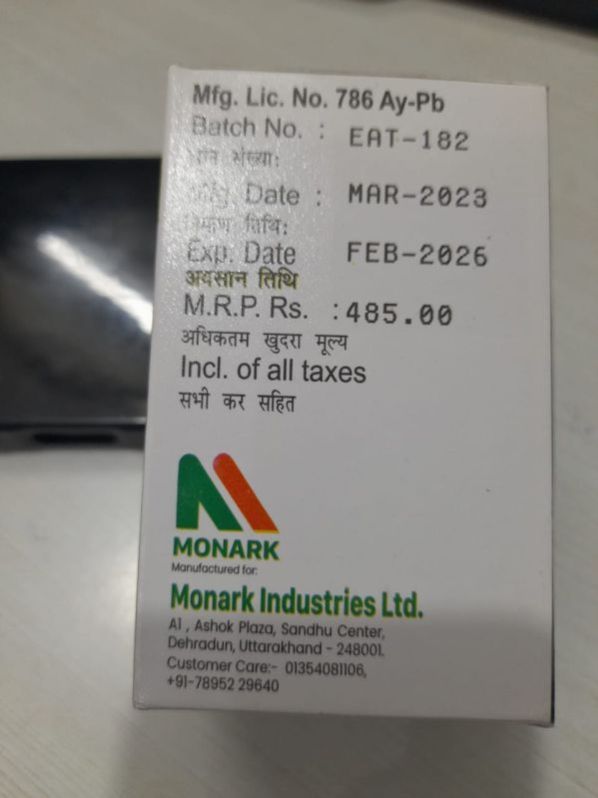 Mfg. Lic. No. 786 Ay-Pb
Batch No. : EAT-182
संख्या:
Mfg. Date : MAR-2023
निर्माण तिथि:
Exp. Date FEB-2026
अवसान तिथि
M.R.P. Rs. :485.00
अधिकतम खुदरा मूल्य
Incl. of all taxes
सभी कर सहित
MONARK
Manufactured for:
Monark Industries Ltd.
A1 , Ashok Plaza, Sandhu Center,
Dehradun, Uttarakhand - 248001.
Customer Care:- 01354081106,
+91-78952 29640